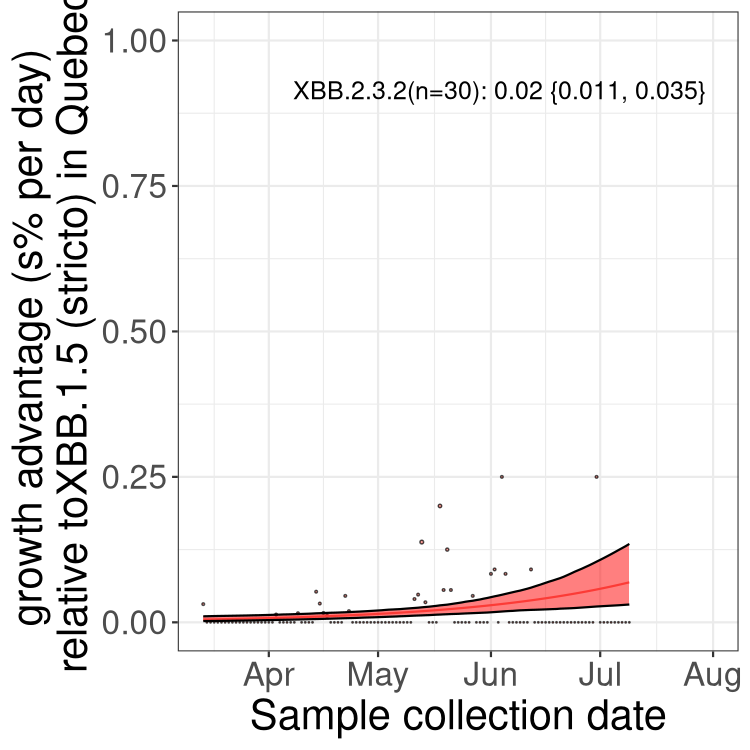 growth advantage (s% per day)
relative toXBB.1.5 (stricto) in Quebec
1.00
0.75
0.50
0.25
0.00
XBB.2.3.2(n=30): 0.02 {0.011, 0.035}
Apr
May
Jun
Jul
Aug
Sample collection date